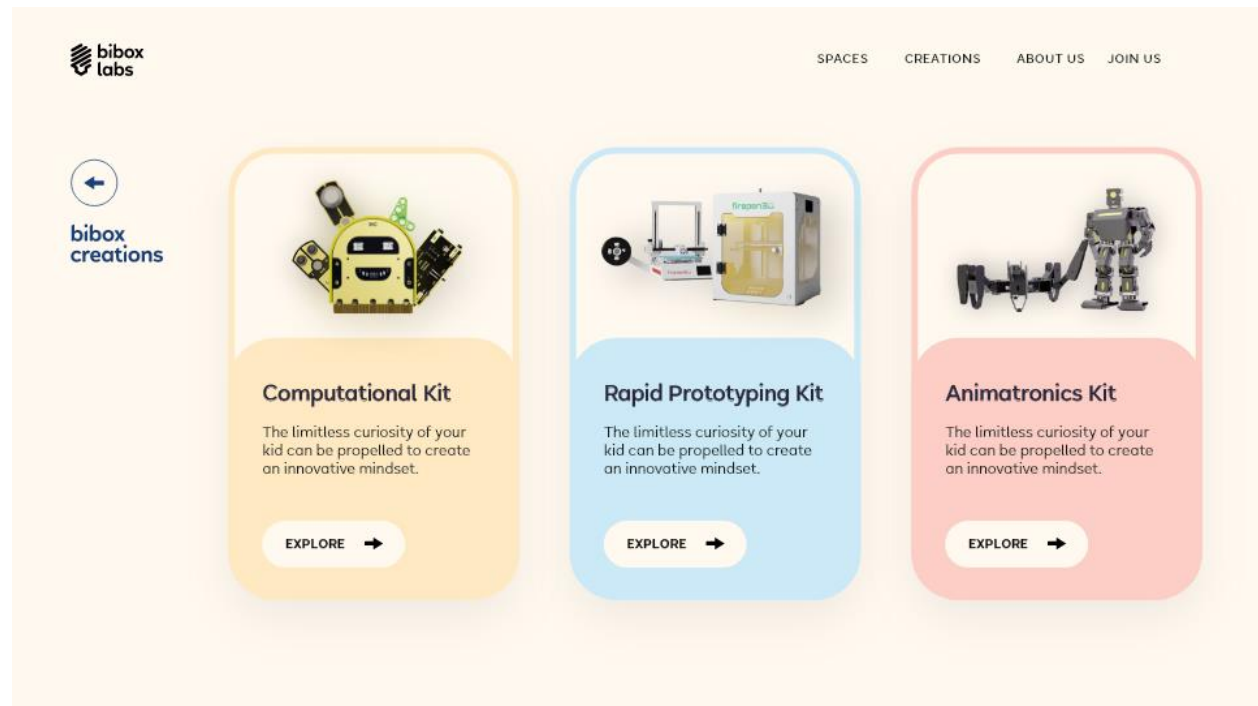 bibox
labs
SPACES CREATIONS ABOUT US JOIN US
bibox
creations
firepen3D
Computational Kit
The limitless curiosity of your
kid can be propelled to create
an innovative mindset.
EXPLORE
Rapid Prototyping Kit
The limitless curiosity of your
kid can be propelled to create
an innovative mindset.
EXPLORE
Animatronics Kit
The limitless curiosity of your
kid can be propelled to create
an innovative mindset.
EXPLORE